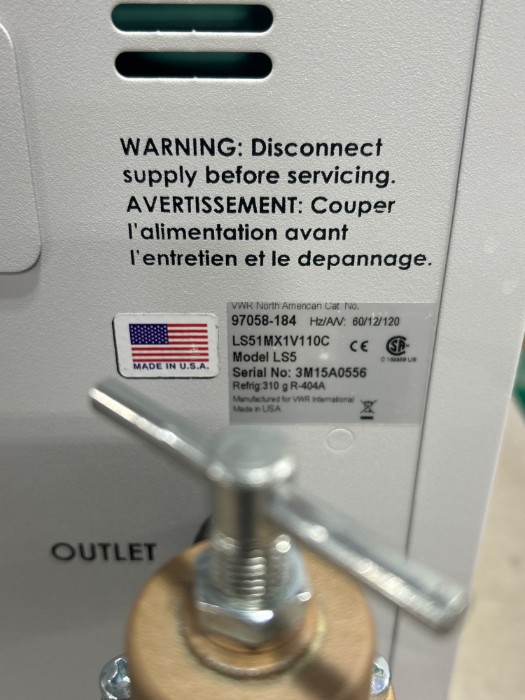 WARNING: Disconnect
supply before servicing.
AVERTISSEMENT: Couper
l'alimentation avant
l'entretien et le depannage.
VWR North American Cat. No.
97058-184 Hz/A/V: 60/12/120
LS51MX1V110C
Model LS5
Serial No: 3M15A0556
Refrig:310 g R-404A
Manufactured for VWR International
Made in USA
CE
MADE IN U.S.A.
OUTLET